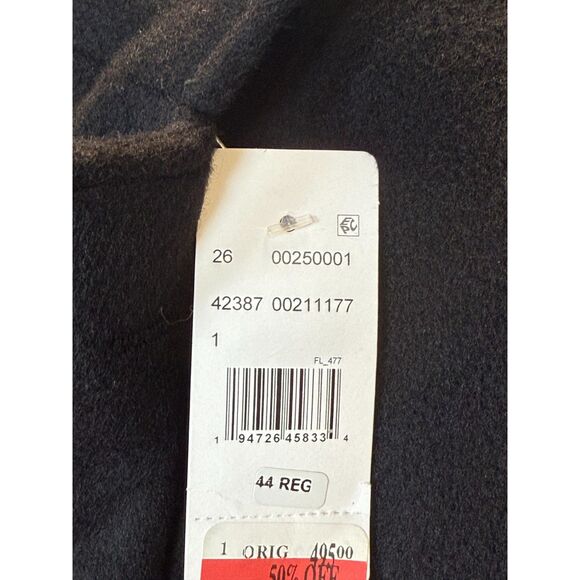 26 00250001
42387 00211177
1
FL_477
1 94726 45833 4
44 REG
1 ORIG 495.00
50% OFF